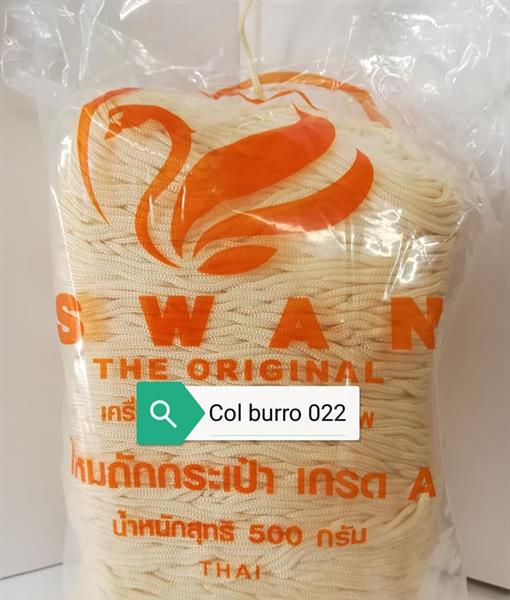 SWAN
THE ORIGINAL
Col burro 022
ไหมถักกระเป๋า เกรด A
น้ำหนักสุทธิ 500 กรัม
THAI